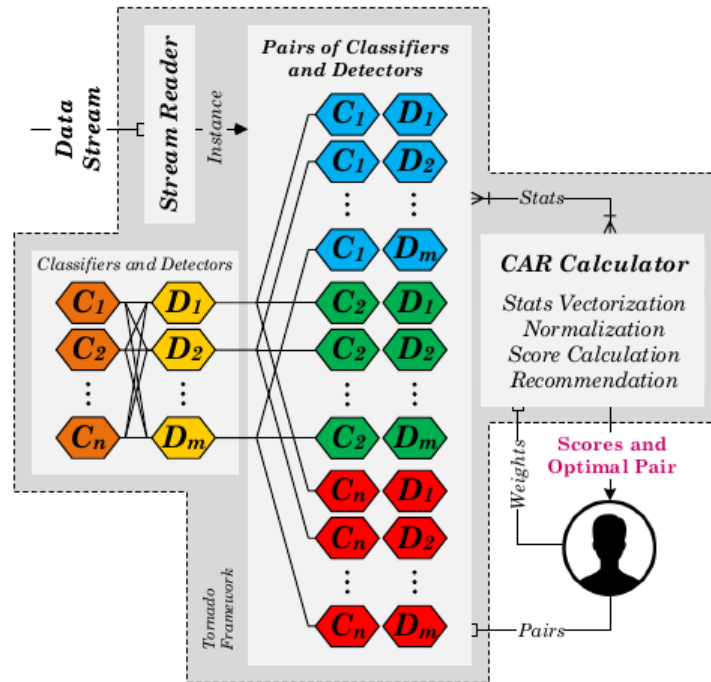 Data
Stream
Stream Reader
Instance
Pairs of Classifiers
and Detectors
C1 D1
C1 D2
C1 Dm
C2 D1
C2 D2
C2 Dm
Cn D1
Cn D2
Cn Dm
Classifiers and Detectors
C1 D1
C2 D2
Cn Dm
Stats
CAR Calculator
Stats Vectorization
Normalization
Score Calculation
Recommendation
Weights
Scores and
Optimal Pair
Pairs
Tornado
Framework